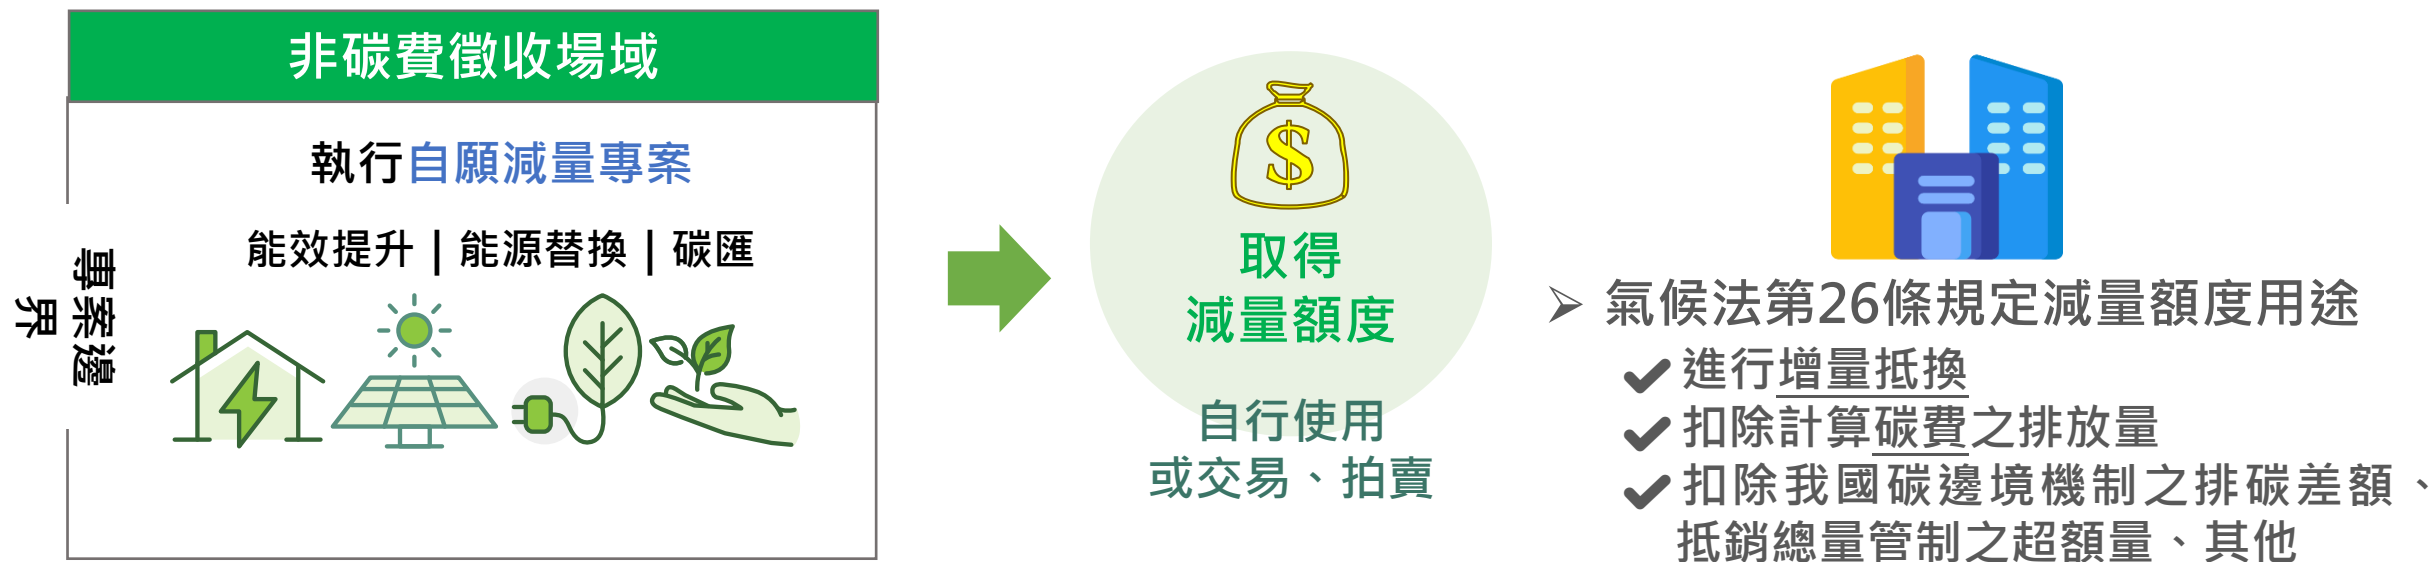 非碳費徵收場域
執行自願減量專案
能效提升 | 能源替換 | 碳匯
專案邊
界
$
取得
減量額度
自行使用
或交易、拍賣
➢ 氣候法第26條規定減量額度用途
✔進行增量抵換
✔扣除計算碳費之排放量
✔扣除我國碳邊境機制之排碳差額、
抵銷總量管制之超額量、其他